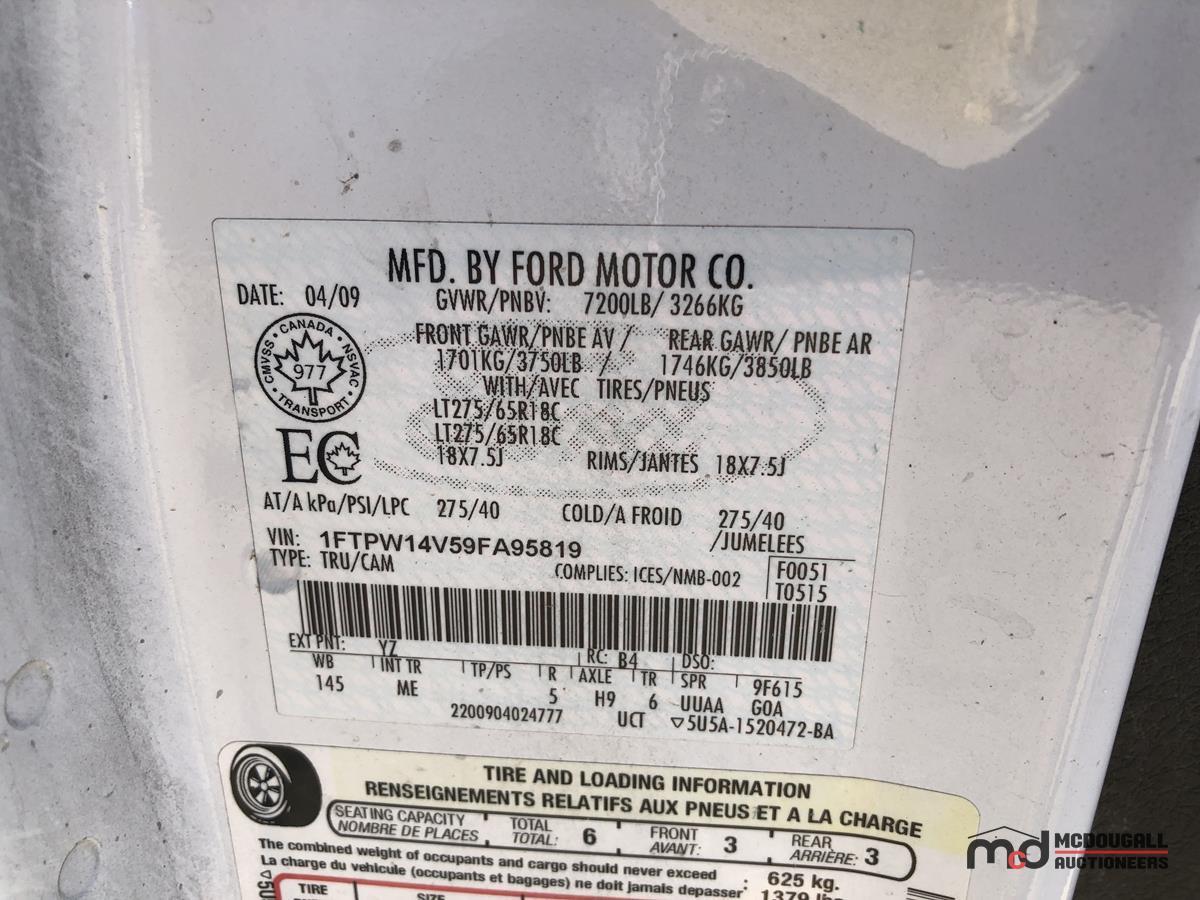 MFD. BY FORD MOTOR CO.
DATE: 04/09 GVWR/PNBV: 7200LB/ 3266KG
FRONT GAWR/PNBE AV / REAR GAWR/ PNBE AR
1701KG/3750LB / 1746KG/3850LB
WITH/AVEC TIRES/PNEUS
CANADA
CMVSS NSVAC
977
TRANSPORT
LT275/65R18C
LT275/65R18C
18X7.5J RIMS/JANTES 18X7.5J
EC
AT/A kPa/PSI/LPC 275/40 COLD/A FROID 275/40
VIN: 1FTPW14V59FA95819 /JUMELEES
TYPE: TRU/CAM COMPLIES: ICES/NMB-002
F0051
T0515
EXT PNT: YZ RC: B4 DSO:
WB INT TR TP/PS R AXLE TR SPR 9F615
145 ME 5 H9 6 UUAA GOA
2200904024777 UCT ▽5U5A-1520472-BA
TIRE AND LOADING INFORMATION
RENSEIGNEMENTS RELATIFS AUX PNEUS ET A LA CHARGE
SEATING CAPACITY TOTAL FRONT REAR
NOMBRE DE PLACES TOTAL: 6 AVANT: 3 ARRIÈRE: 3
The combined weight of occupants and cargo should never exceed : 625 kg.
La charge du véhicule (occupants et bagages) ne doit jamais depasser 1379 lb
TIRE SIZE
mcd MCDOUGALL
AUCTIONEERS